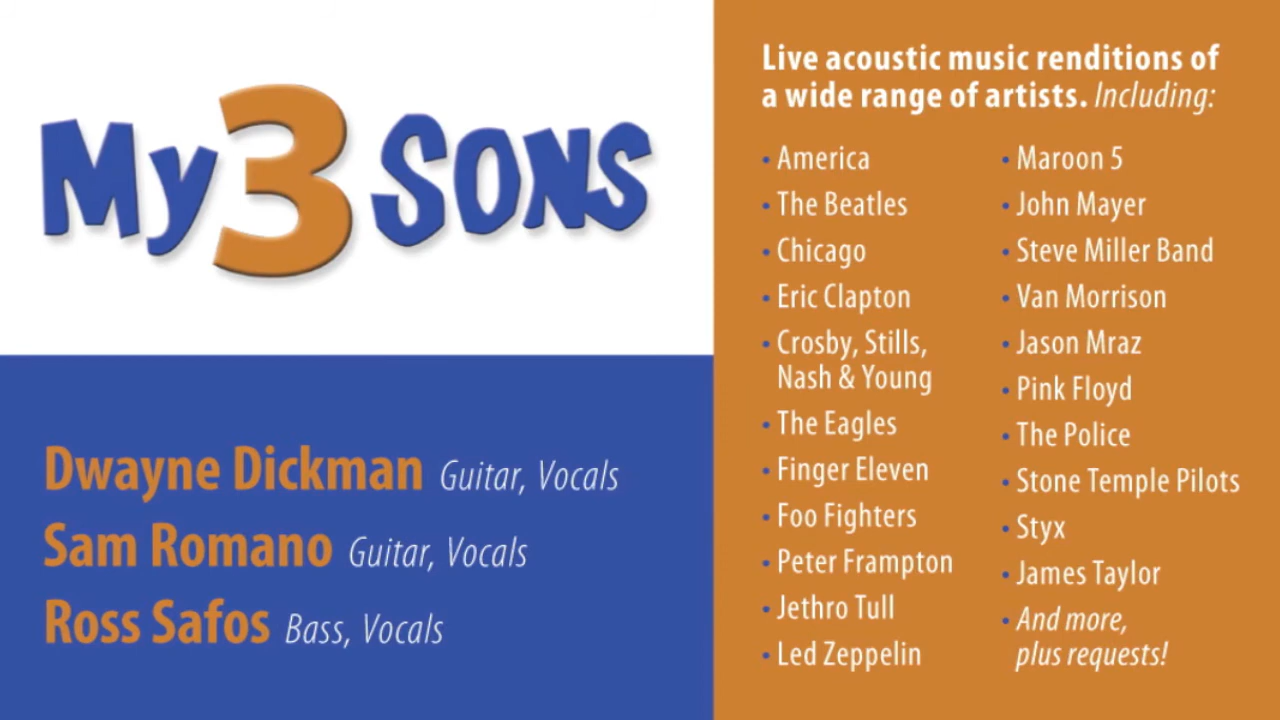 My 3 Sons
Dwayne Dickman Guitar, Vocals
Sam Romano Guitar, Vocals
Ross Safos Bass, Vocals
Live acoustic music renditions of
a wide range of artists. Including:
• America
• The Beatles
• Chicago
• Eric Clapton
• Crosby, Stills,
Nash & Young
• The Eagles
• Finger Eleven
• Foo Fighters
• Peter Frampton
• Jethro Tull
• Led Zeppelin
• Maroon 5
• John Mayer
• Steve Miller Band
• Van Morrison
• Jason Mraz
• Pink Floyd
• The Police
• Stone Temple Pilots
• Styx
• James Taylor
• And more,
plus requests!